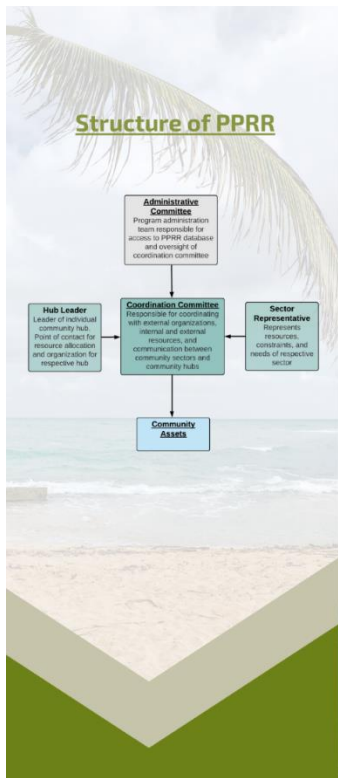 Structure of PPRR
Administrative
Committee
Program administration
team responsible for
access to PPRR database
and oversight of
coordination committee
Hub Leader
Leader of individual
community hub.
Point of contact for
resource allocation
and organization for
respective hub
Coordination Committee
Responsible for coordinating
with external organizations,
internal and external
resources, and
communication between
community sectors and
community hubs
Sector
Representative
Represents
resources,
constraints, and
needs of respective
sector
Community
Assets